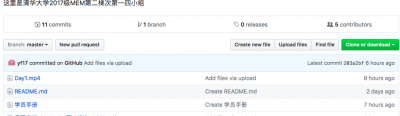 这里是清华大学2017级MEM第二梯次第一四小组
11 commits 1 branch 0 releases 5 contributors
Branch: master New pull request Create new file Upload files Find file Clone or download
yf17 committed on GitHub Add files via upload Latest commit 203a2bf 6 hours ago
Day1.mp4 Add files via upload 9 hours ago
README.md Create README.md 2 days ago
学员手册 Create 学员手册 7 hours ago